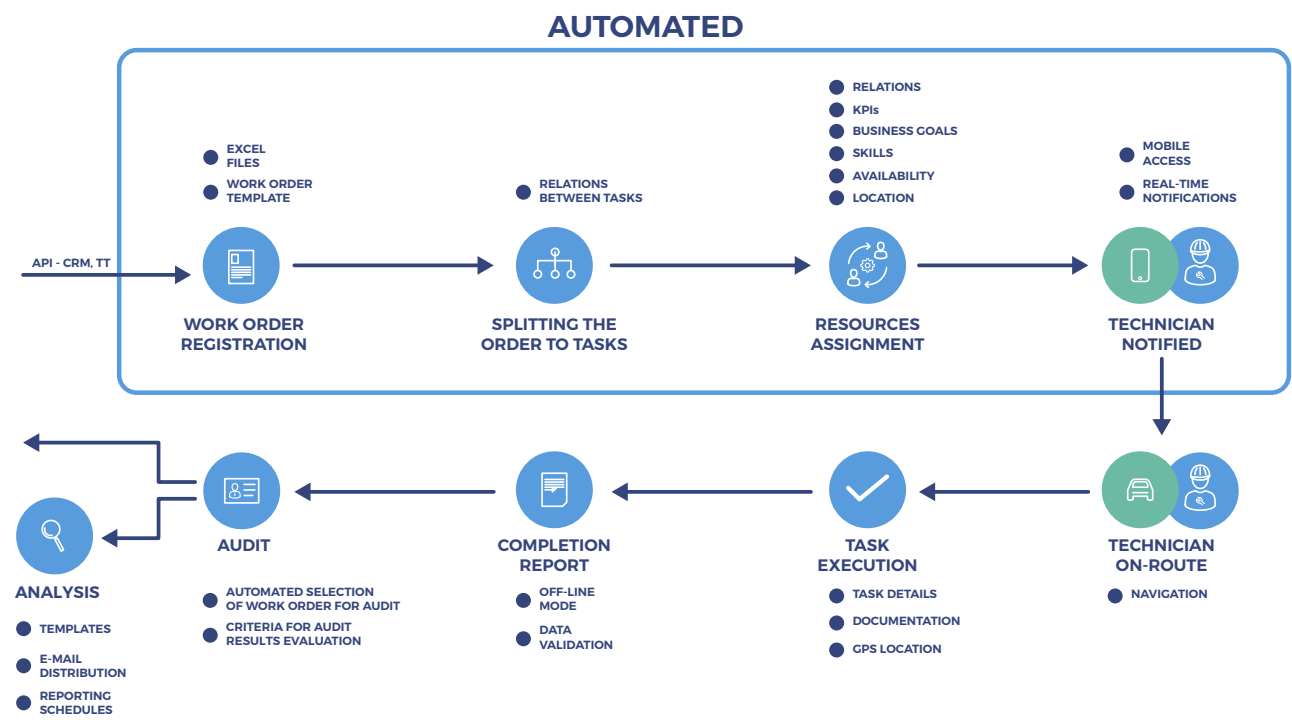 AUTOMATED
API - CRM, TT
EXCEL
FILES
WORK ORDER
TEMPLATE
WORK ORDER
REGISTRATION
RELATIONS
BETWEEN TASKS
SPLITTING THE
ORDER TO TASKS
RELATIONS
KPIs
BUSINESS GOALS
SKILLS
AVAILABILITY
LOCATION
RESOURCES
ASSIGNMENT
MOBILE
ACCESS
REAL-TIME
NOTIFICATIONS
TECHNICIAN
NOTIFIED
TECHNICIAN
ON-ROUTE
NAVIGATION
TASK
EXECUTION
TASK DETAILS
DOCUMENTATION
GPS LOCATION
COMPLETION
REPORT
OFF-LINE
MODE
DATA
VALIDATION
AUDIT
AUTOMATED SELECTION
OF WORK ORDER FOR AUDIT
CRITERIA FOR AUDIT
RESULTS EVALUATION
ANALYSIS
TEMPLATES
E-MAIL
DISTRIBUTION
REPORTING
SCHEDULES